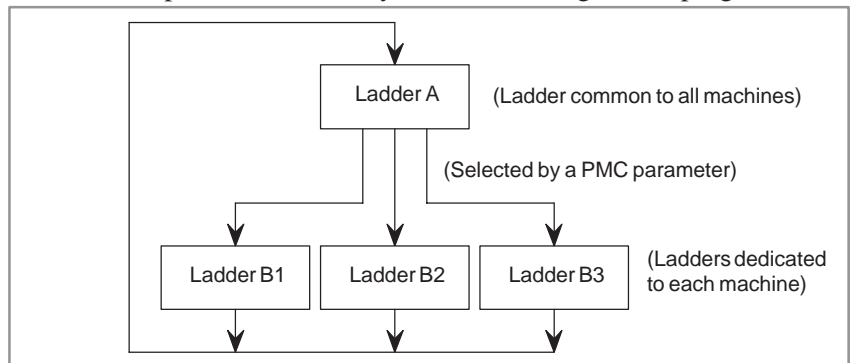 Ladder A
(Ladder common to all machines)
(Selected by a PMC parameter)
Ladder B1
Ladder B2
Ladder B3
(Ladders dedicated
to each machine)